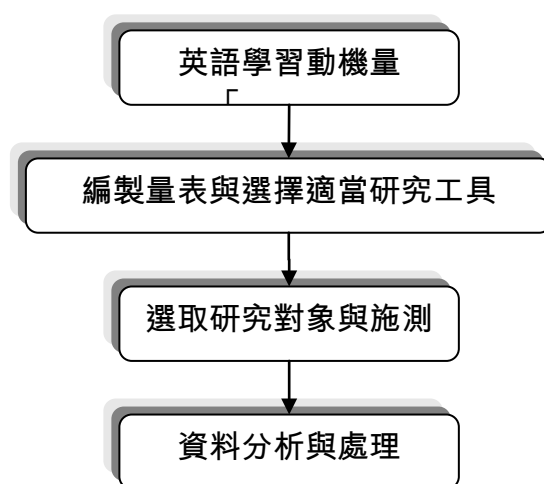 英語學習動機量
編製量表與選擇適當研究工具
選取研究對象與施測
資料分析與處理